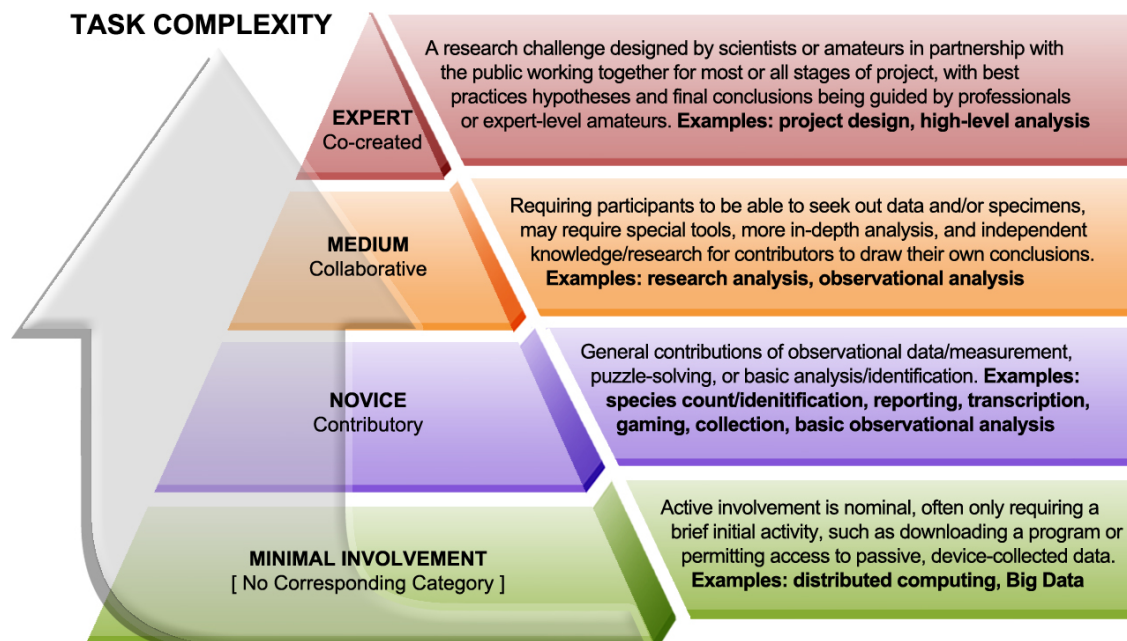 TASK COMPLEXITY
EXPERT
Co-created
A research challenge designed by scientists or amateurs in partnership with
the public working together for most or all stages of project, with best
practices hypotheses and final conclusions being guided by professionals
or expert-level amateurs. Examples: project design, high-level analysis
MEDIUM
Collaborative
Requiring participants to be able to seek out data and/or specimens,
may require special tools, more in-depth analysis, and independent
knowledge/research for contributors to draw their own conclusions.
Examples: research analysis, observational analysis
NOVICE
Contributory
General contributions of observational data/measurement,
puzzle-solving, or basic analysis/identification. Examples:
species count/idenitification, reporting, transcription,
gaming, collection, basic observational analysis
MINIMAL INVOLVEMENT
[ No Corresponding Category ]
Active involvement is nominal, often only requiring a
brief initial activity, such as downloading a program or
permitting access to passive, device-collected data.
Examples: distributed computing, Big Data